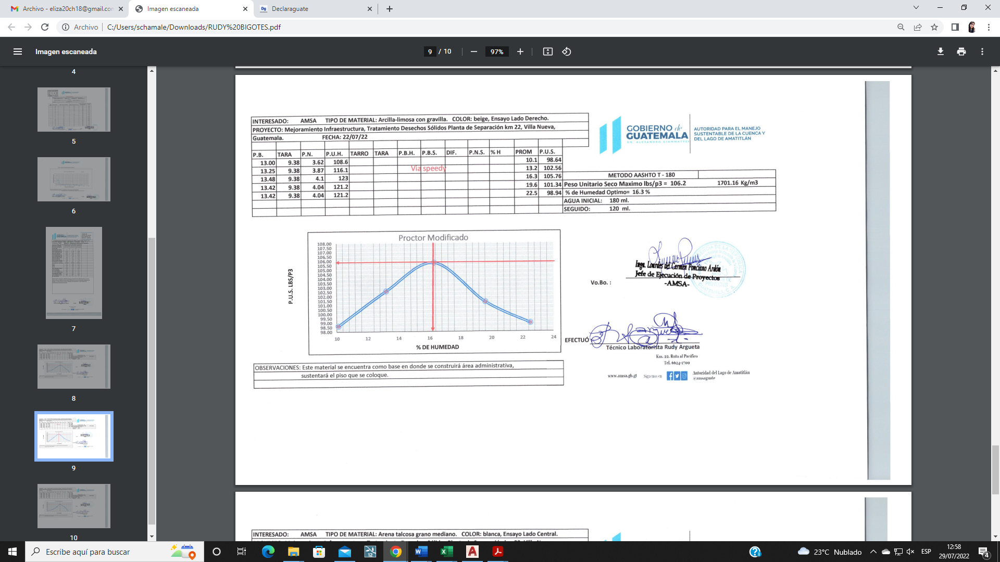 Archivo - eliza20ch18@gmail.con
Imagen escaneada
Declaraguate
Archivo
C:/Users/schamale/Downloads/RUDY%20BIGOTES.pdf
Imagen escaneada
9 / 10
97%
4
5
6
7
8
9
10
INTERESADO: AMSA TIPO DE MATERIAL: Arcilla-limosa con gravilla. COLOR: beige, Ensayo Lado Derecho.
PROYECTO: Mejoramiento Infraestructura, Tratamiento Desechos Sólidos Planta de Separación km 22, Villa Nueva,
Guatemala. FECHA: 22/07/22
P.B. TARA P.N. P.U.H. TARRO TARA P.B.H. P.B.S. DIF. P.N.S. % H PROM P.U.S.
13.00 9.38 3.62 108.6 10.1 98.64
13.25 9.38 3.87 116.1 Via speedy 13.2 102.56
13.48 9.38 4.1 123 16.3 105.76
13.42 9.38 4.04 121.2 19.6 101.34
13.42 9.38 4.04 121.2 22.5 98.94
GOBIERNO de
GUATEMALA
DR. ALEJANDRO GIAMMATTEI
AUTORIDAD PARA EL MANEJO
SUSTENTABLE DE LA CUENCA Y
DEL LAGO DE AMATITLÁN
METODO AASHTO T - 180
Peso Unitario Seco Maximo lbs/p3 = 106.2 1701.16 Kg/m3
% de Humedad Optimo= 16.3 %
AGUA INICIAL: 180 ml.
SEGUIDO: 120 ml.
Proctor Modificado
P.U.S. LBS/P3
108.00
107.50
107.00
106.50
106.00
105.50
105.00
104.50
104.00
103.50
103.00
102.50
102.00
101.50
101.00
100.50
100.00
99.50
99.00
98.50
98.00
10 12 14 16 18 20 22 24
% DE HUMEDAD
Inga. Lourdes del Carmen Ponciano Ardón
Jefe de Ejecución de Proyectos
-AMSA-
Vo.Bo. :
EFECTUÓ
Técnico Laboratorista Rudy Argueta
Km. 22. Ruta al Pacífico
Tel. 6624-1700
www.amsa.gb.gt Síguenos en Autoridad del Lago de Amatitlán
@amsaguate
OBSERVACIONES: Este material se encuentra como base en donde se construirá área administrativa,
sustentará el piso que se coloque.
INTERESADO: AMSA TIPO DE MATERIAL: Arena talcosa grano mediano. COLOR: blanca, Ensayo Lado Central.
Escribe aquí para buscar
23°C Nublado
ESP
12:58
29/07/2022
4